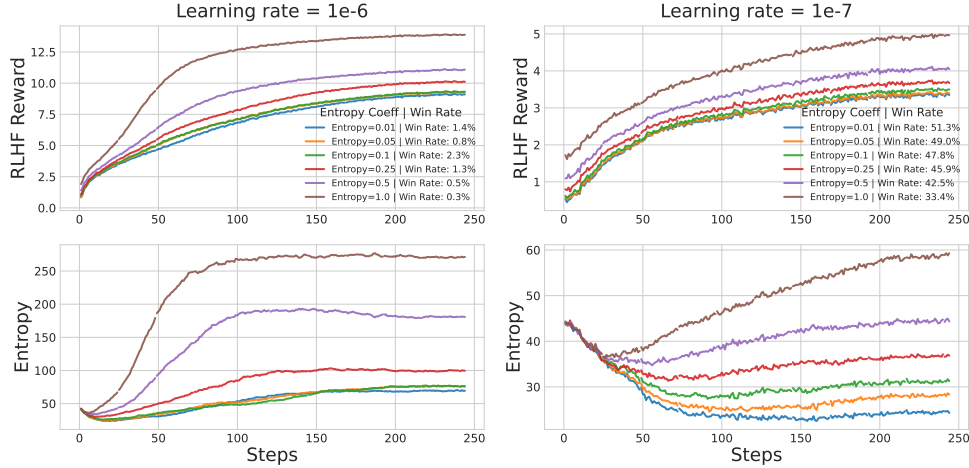 Learning rate = 1e-6
RLHF Reward
12.5
10.0
7.5
5.0
2.5
0.0
0
50
100
150
200
250
Entropy Coeff | Win Rate
Entropy=0.01 | Win Rate: 1.4%
Entropy=0.05 | Win Rate: 0.8%
Entropy=0.1 | Win Rate: 2.3%
Entropy=0.25 | Win Rate: 1.3%
Entropy=0.5 | Win Rate: 0.5%
Entropy=1.0 | Win Rate: 0.3%
Learning rate = 1e-7
RLHF Reward
5
4
3
2
1
0
50
100
150
200
250
Entropy Coeff | Win Rate
Entropy=0.01 | Win Rate: 51.3%
Entropy=0.05 | Win Rate: 49.0%
Entropy=0.1 | Win Rate: 47.8%
Entropy=0.25 | Win Rate: 45.9%
Entropy=0.5 | Win Rate: 42.5%
Entropy=1.0 | Win Rate: 33.4%
Entropy
250
200
150
100
50
0
50
100
150
200
250
Steps
Entropy
60
50
40
30
0
50
100
150
200
250
Steps